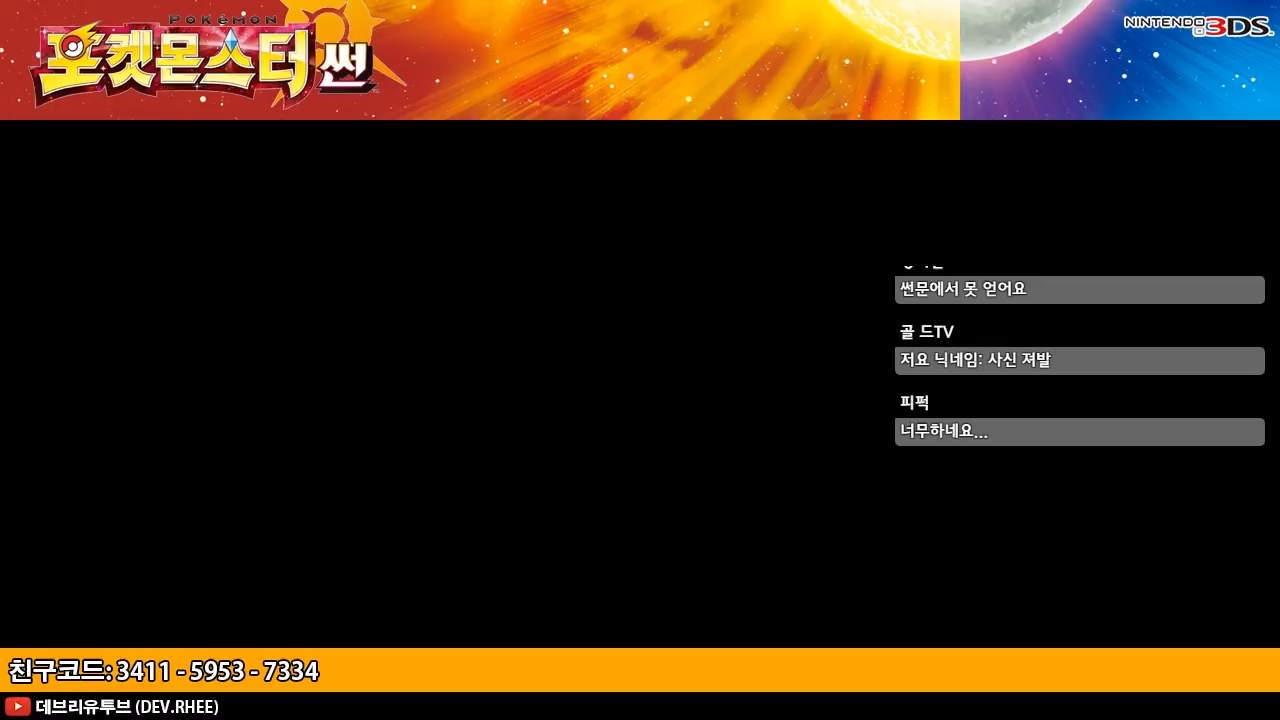 POKéMON
포켓몬스터 썬
NINTENDO 3DS
썬문에서 못 얻어요
골 드TV
저요 닉네임: 사신 져발
피퍽
너무하네요...
친구코드: 3411 - 5953 - 7334
데브리유투브 (DEV.RHEE)